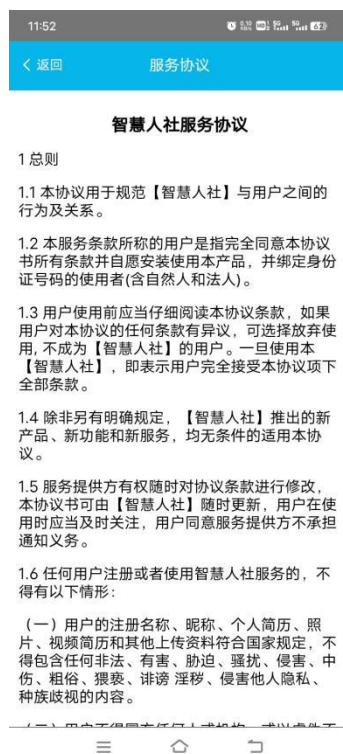 11:52
返回
服务协议
智慧人社服务协议
1 总则
1.1 本协议用于规范【智慧人社】与用户之间的
行为及关系。
1.2 本服务条款所称的用户是指完全同意本协议
书所有条款并自愿安装使用本产品，并绑定身份
证号码的使用者(含自然人和法人)。
1.3 用户使用前应当仔细阅读本协议条款，如果
用户对本协议的任何条款有异议，可选择放弃使
用, 不成为【智慧人社】的用户。一旦使用本
【智慧人社】，即表示用户完全接受本协议项下
全部条款。
1.4 除非另有明确规定，【智慧人社】推出的新
产品、新功能和新服务，均无条件的适用本协
议。
1.5 服务提供方有权随时对协议条款进行修改，
本协议书可由【智慧人社】随时更新，用户在使
用时应当及时关注，用户同意服务提供方不承担
通知义务。
1.6 任何用户注册或者使用智慧人社服务的，不
得有以下情形：
（一）用户的注册名称、昵称、个人简历、照
片、视频简历和其他上传资料符合国家规定，不
得包含任何非法、有害、胁迫、骚扰、侵害、中
伤、粗俗、猥亵、诽谤 淫秽、侵害他人隐私、
种族歧视的内容。